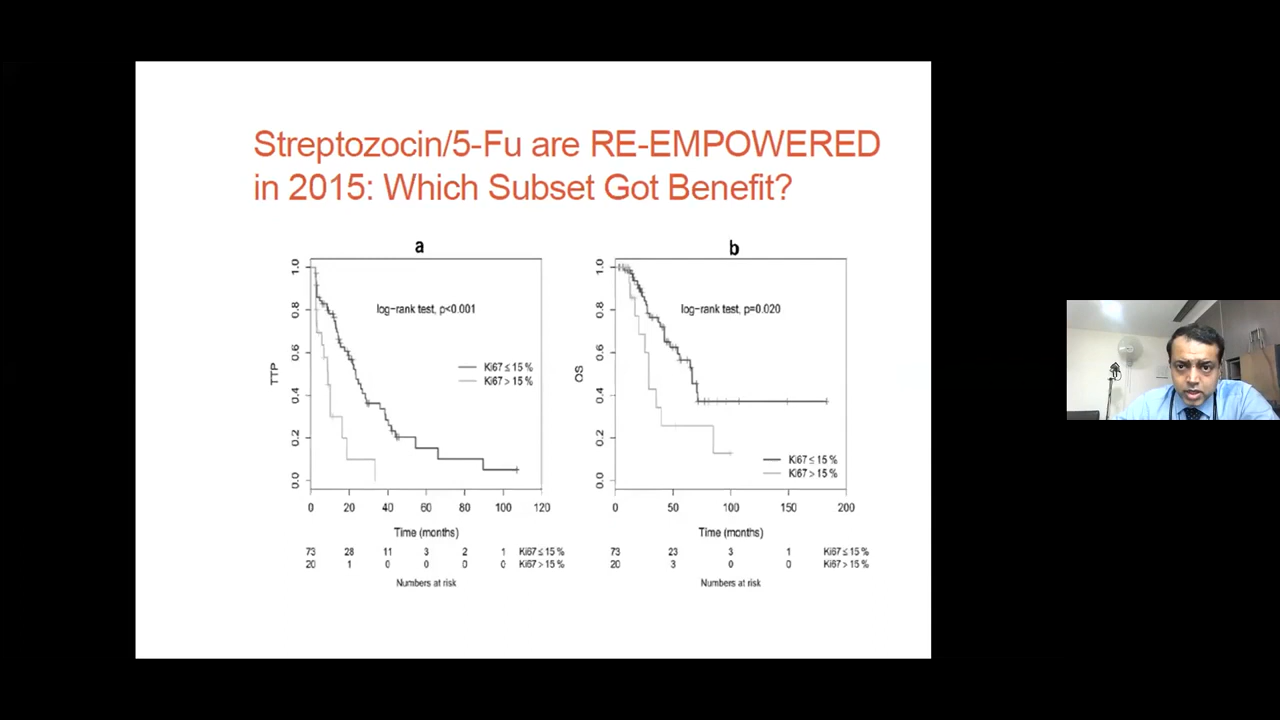 Streptozocin/5-Fu are RE-EMPOWERED
in 2015: Which Subset Got Benefit?
a
TTP
1.0
0.8
0.6
0.4
0.2
0.0
log-rank test, p<0.001
Ki67 ≤ 15 %
Ki67 > 15 %
0 20 40 60 80 100 120
Time (months)
73 28 11 3 2 1 Ki67 ≤ 15 %
20 1 0 0 0 0 Ki67 > 15 %
Numbers at risk
b
OS
1.0
0.8
0.6
0.4
0.2
0.0
log-rank test, p=0.020
Ki67 ≤ 15 %
Ki67 > 15 %
0 50 100 150 200
Time (months)
73 23 3 1 Ki67 ≤ 15 %
20 3 0 0 Ki67 > 15 %
Numbers at risk